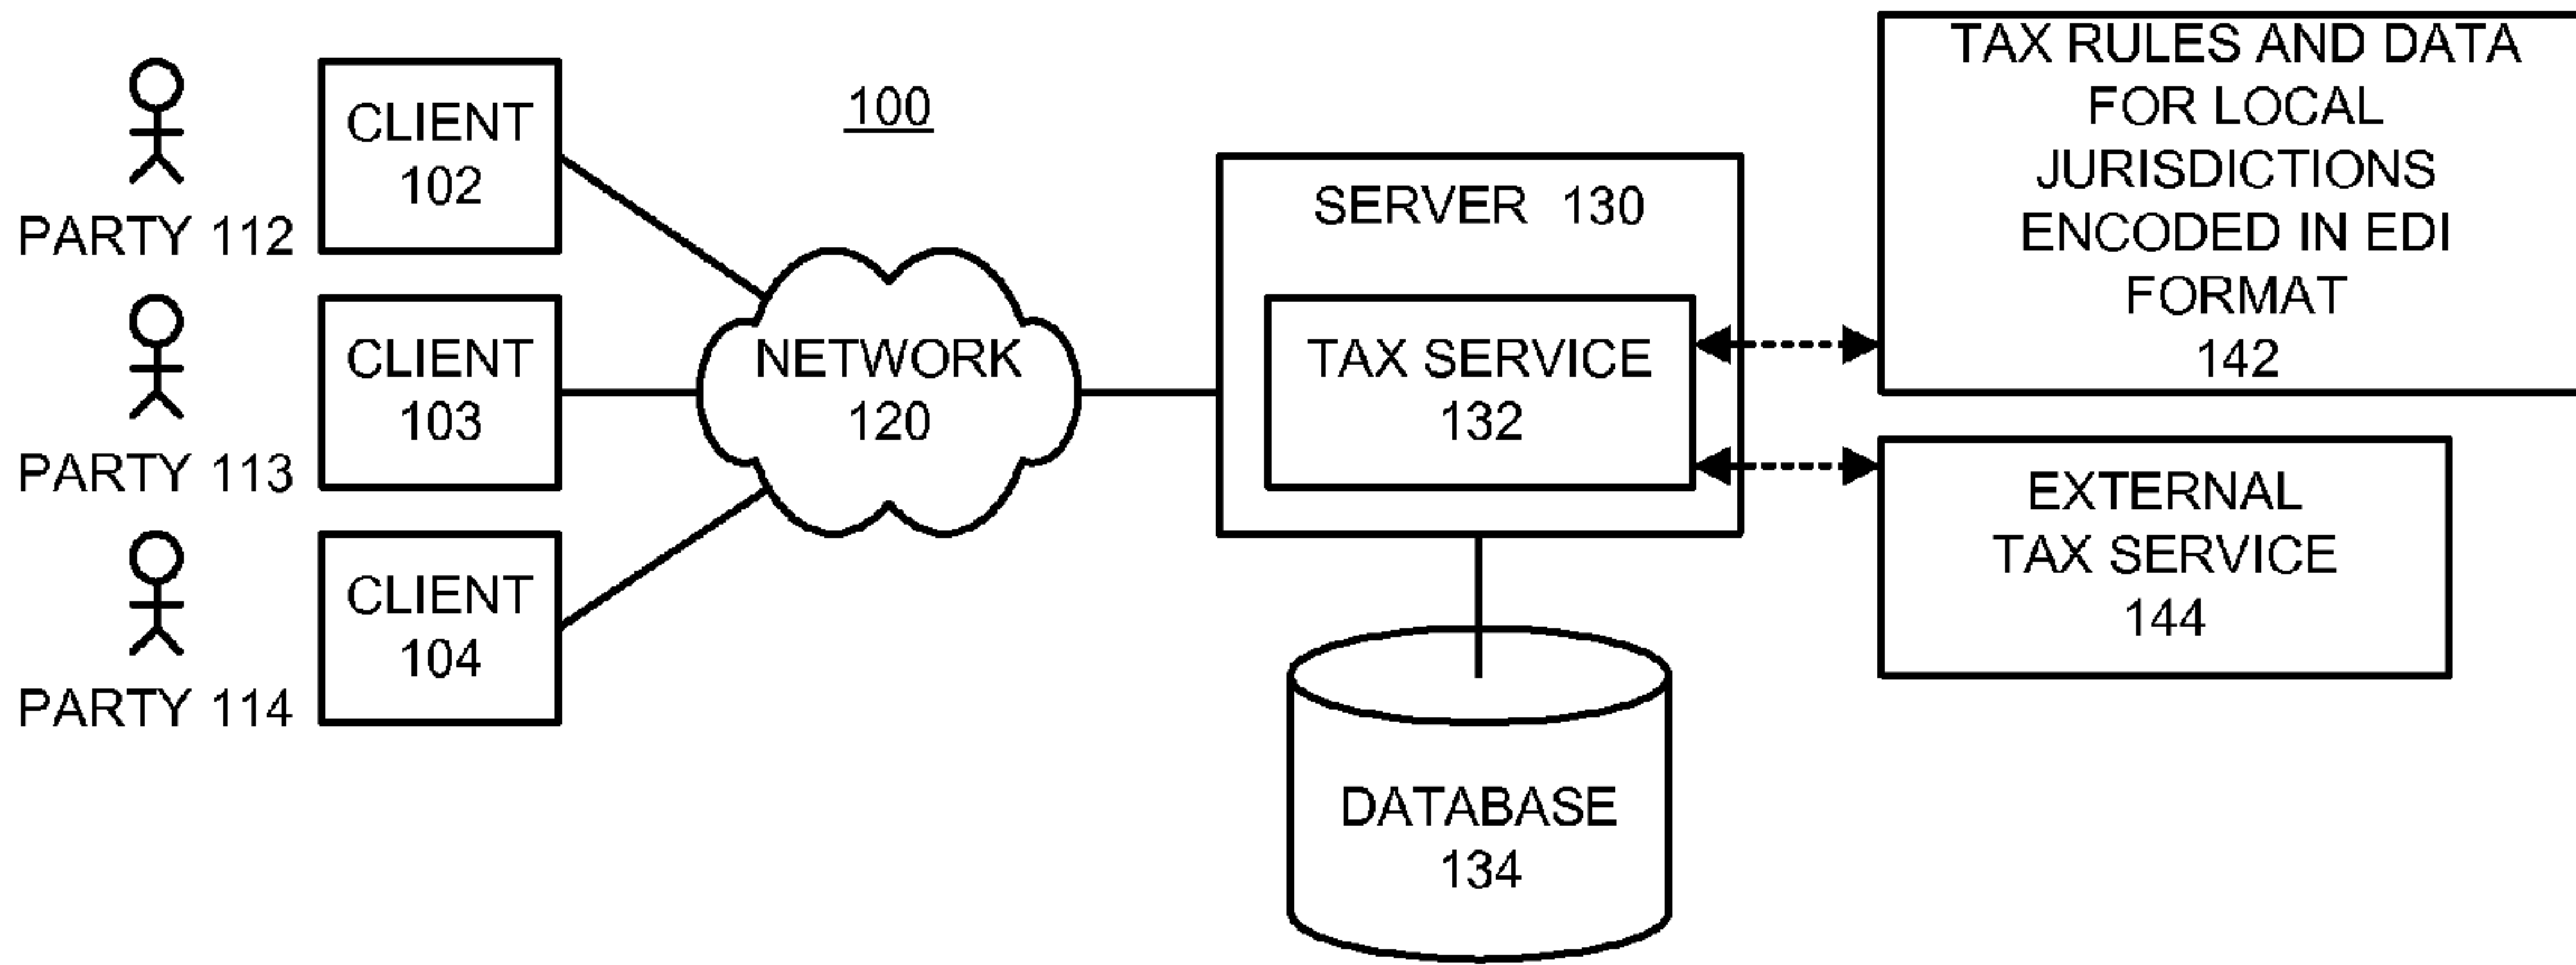 PARTY 112
CLIENT
102
PARTY 113
CLIENT
103
PARTY 114
CLIENT
104
100
NETWORK
120
SERVER 130
TAX SERVICE
132
DATABASE
134
TAX RULES AND DATA
FOR LOCAL
JURISDICTIONS
ENCODED IN EDI
FORMAT
142
EXTERNAL
TAX SERVICE
144